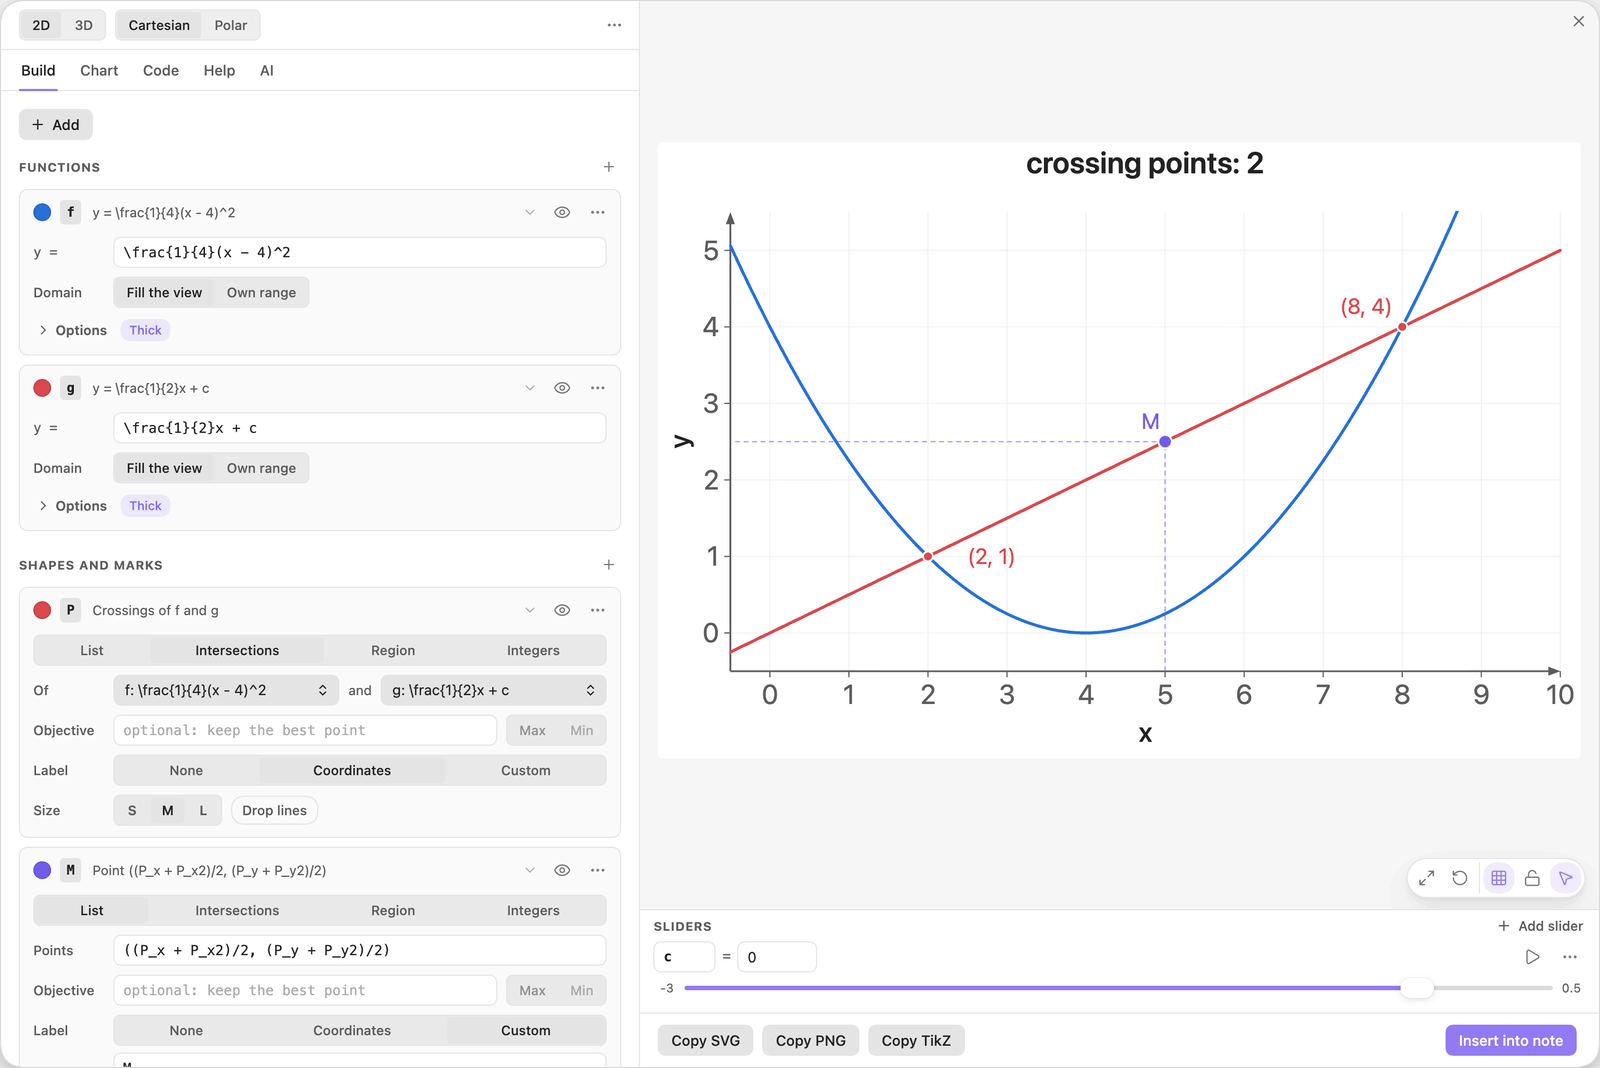 2D 3D Cartesian Polar
Build Chart Code Help AI
+ Add
FUNCTIONS
f y = \frac{1}{4}(x - 4)^2
y = \frac{1}{4}(x − 4)^2
Domain Fill the view Own range
Options Thick
g y = \frac{1}{2}x + c
y = \frac{1}{2}x + c
Domain Fill the view Own range
Options Thick
SHAPES AND MARKS
P Crossings of f and g
List Intersections Region Integers
Of f: \frac{1}{4}(x - 4)^2 and g: \frac{1}{2}x + c
Objective optional: keep the best point Max Min
Label None Coordinates Custom
Size S M L Drop lines
M Point ((P_x + P_x2)/2, (P_y + P_y2)/2)
List Intersections Region Integers
Points ((P_x + P_x2)/2, (P_y + P_y2)/2)
Objective optional: keep the best point Max Min
Label None Coordinates Custom
crossing points: 2
5
4
3
2
1
0
y
(8, 4)
M
(2, 1)
0 1 2 3 4 5 6 7 8 9 10
x
SLIDERS + Add slider
c = 0
-3 0.5
Copy SVG Copy PNG Copy TikZ Insert into note